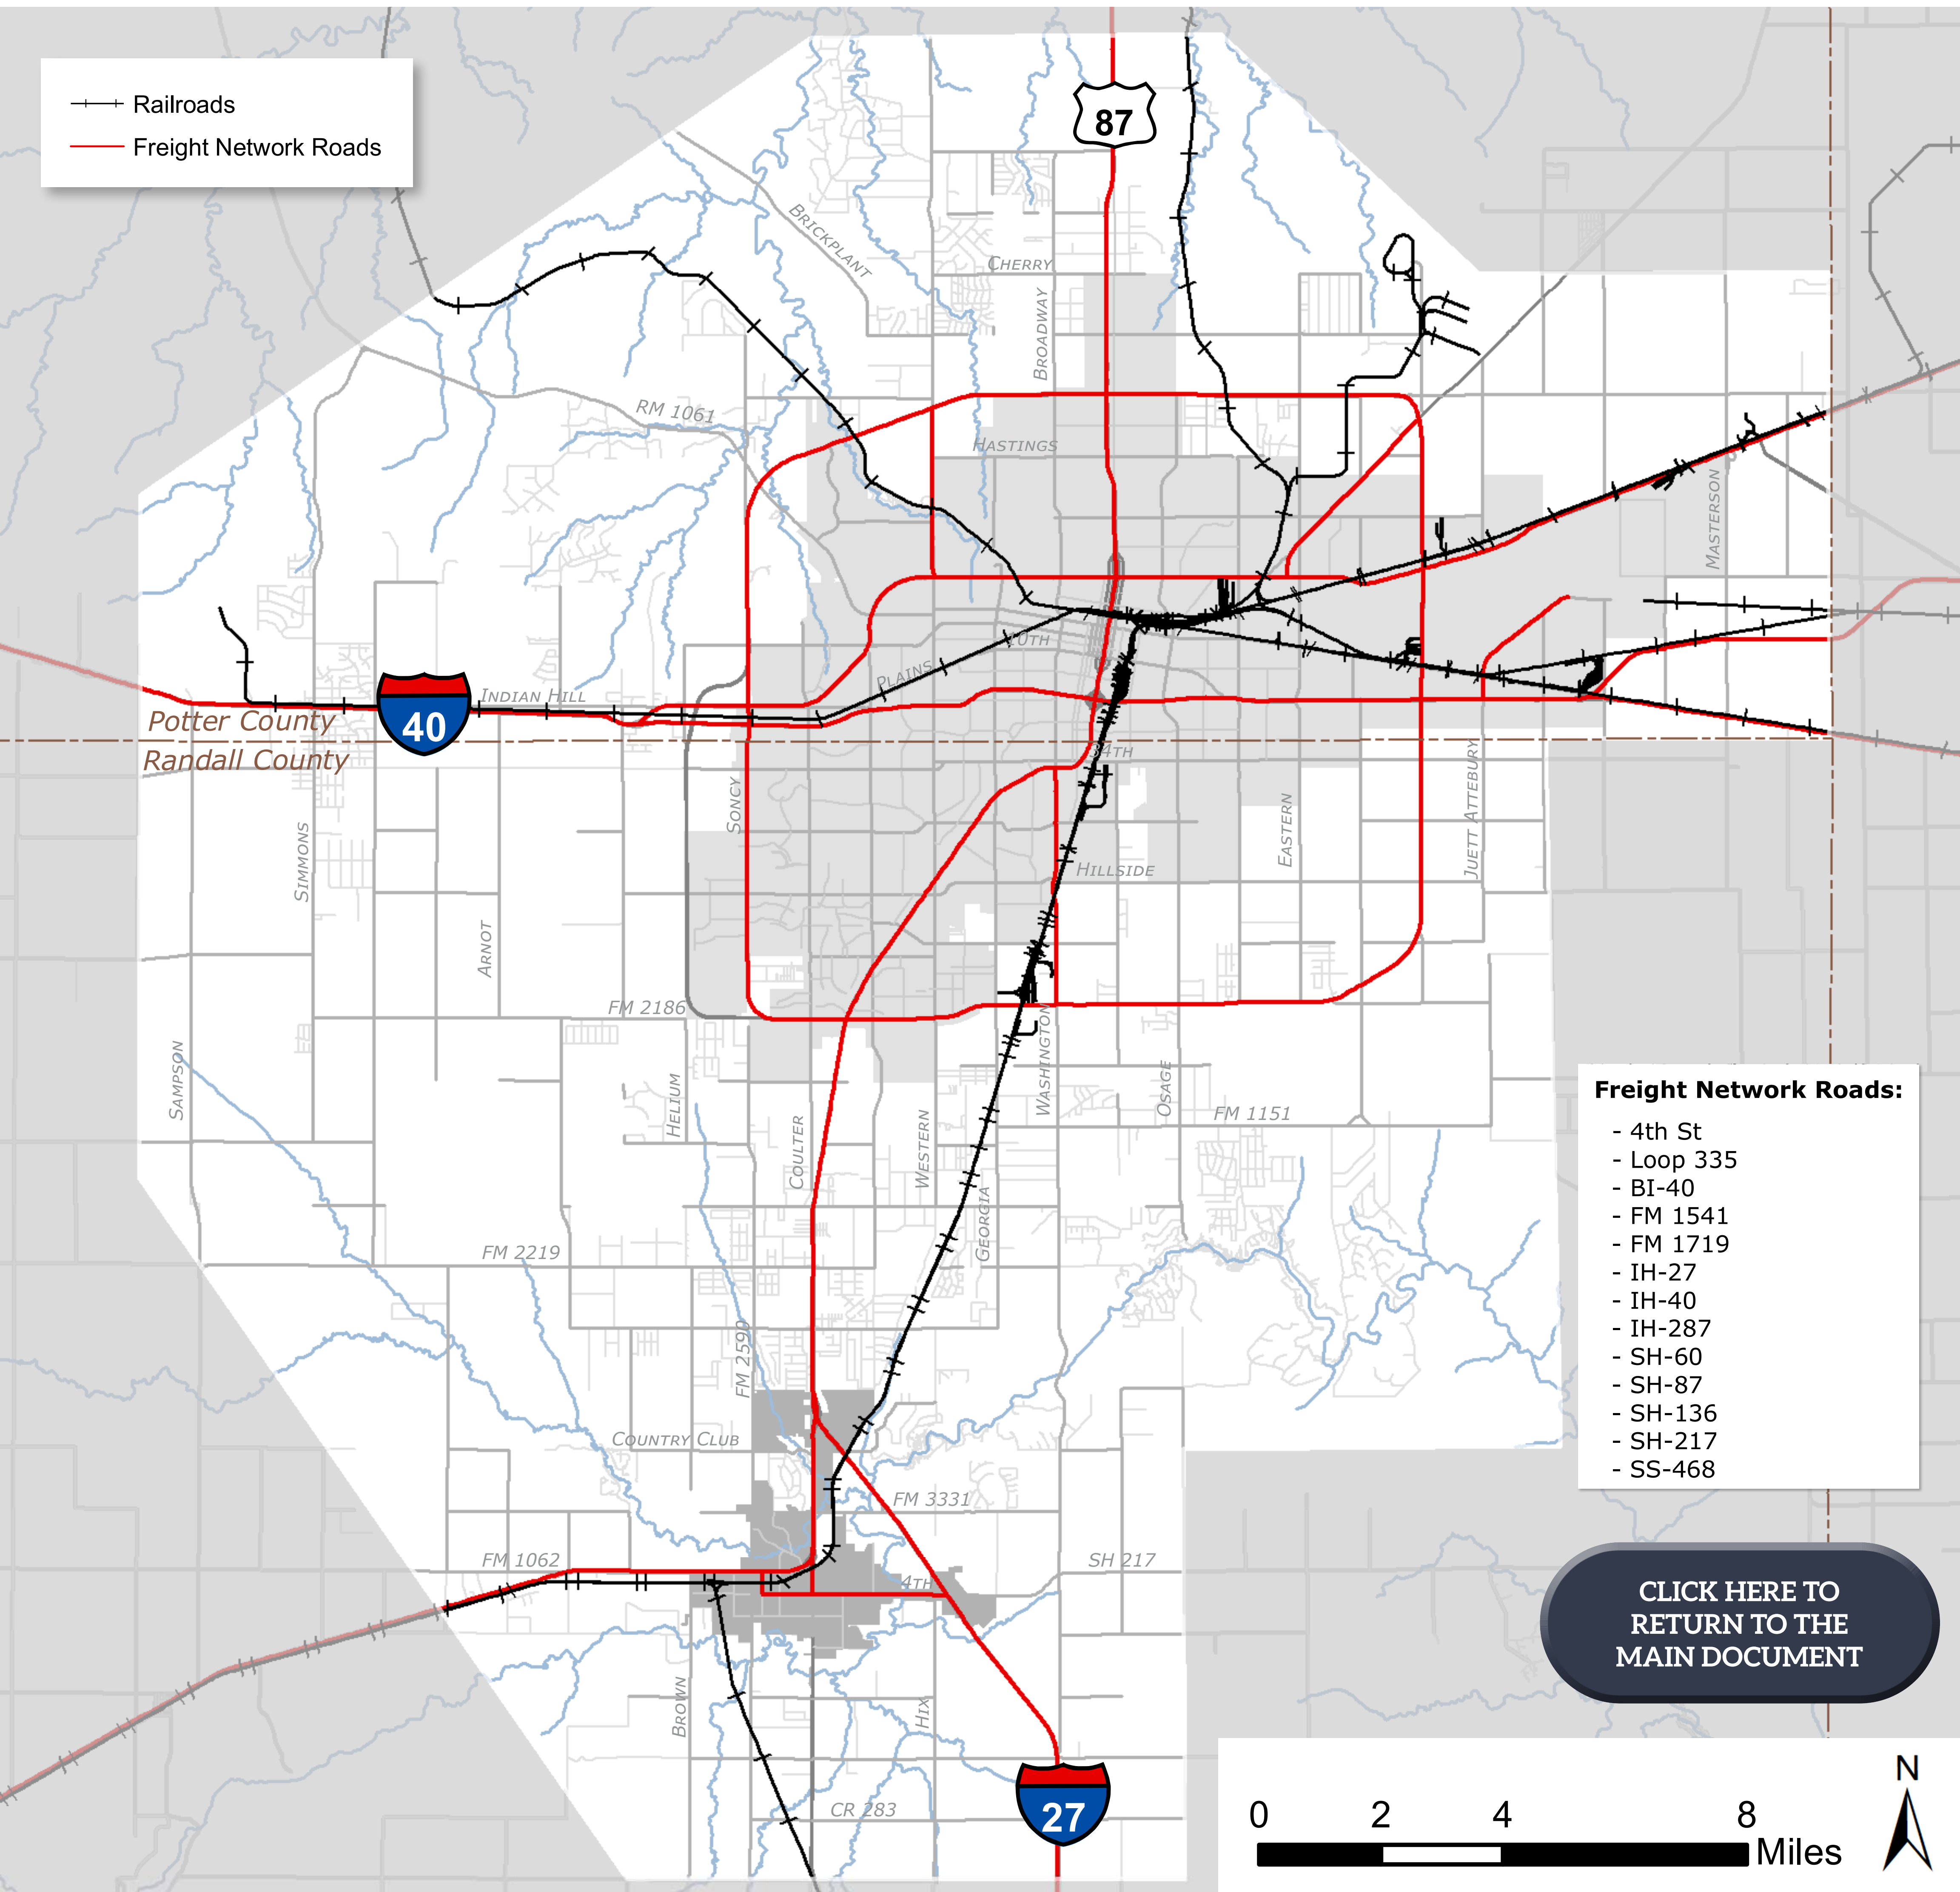 Railroads
Freight Network Roads
87
BRICKPLANT
CHERRY
BROADWAY
RM 1061
HASTINGS
MASTERSON
10TH
PLAINS
INDIAN HILL
40
Potter County
Randall County
34TH
SONCY
SIMMONS
EASTERN
JUETT ATTEBURY
HILLSIDE
ARNOT
FM 2186
SAMPSON
HELIUM
COULTER
WESTERN
GEORGIA
WASHINGTON
OSAGE
FM 1151
FM 2219
FM 2590
COUNTRY CLUB
FM 3331
FM 1062
4TH
SH 217
BROWN
HIX
CR 283
27
Freight Network Roads:
- 4th St
- Loop 335
- BI-40
- FM 1541
- FM 1719
- IH-27
- IH-40
- IH-287
- SH-60
- SH-87
- SH-136
- SH-217
- SS-468
CLICK HERE TO
RETURN TO THE
MAIN DOCUMENT
N
0 2 4 8
Miles